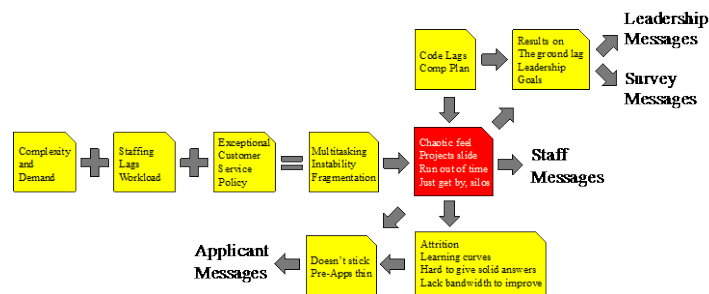 Leadership
Messages
Code Lags
Comp Plan
Results on
The ground lag
Leadership
Goals
Survey
Messages
Complexity
and
Demand
Staffing
Lags
Workload
Exceptional
Customer
Service
Policy
Multitasking
Instability
Fragmentation
Chaotic feel
Projects slide
Run out of time
Just get by, silos
Staff
Messages
Applicant
Messages
Doesn't stick
Pre-Apps thin
Attrition
Learning curves
Hard to give solid answers
Lack bandwidth to improve